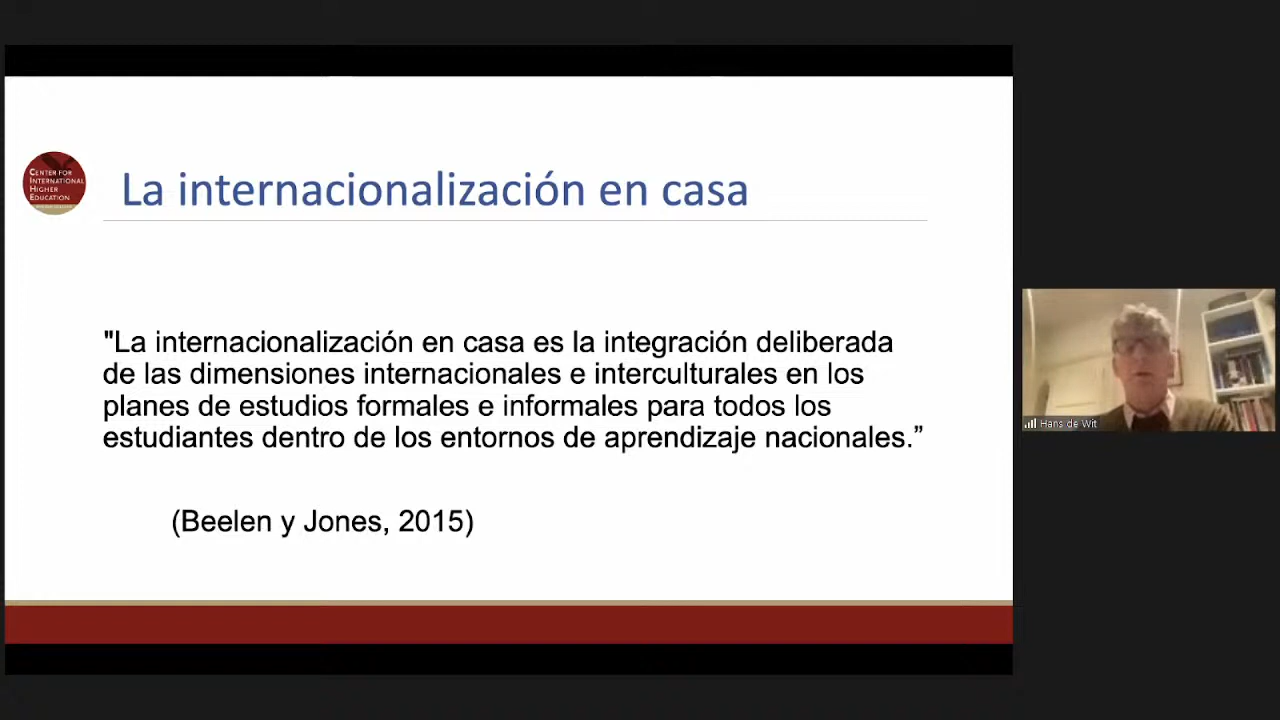 CENTER FOR
INTERNATIONAL
HIGHER
EDUCATION
La internacionalización en casa
"La internacionalización en casa es la integración deliberada
de las dimensiones internacionales e interculturales en los
planes de estudios formales e informales para todos los
estudiantes dentro de los entornos de aprendizaje nacionales.”
(Beelen y Jones, 2015)
Hans de Wit